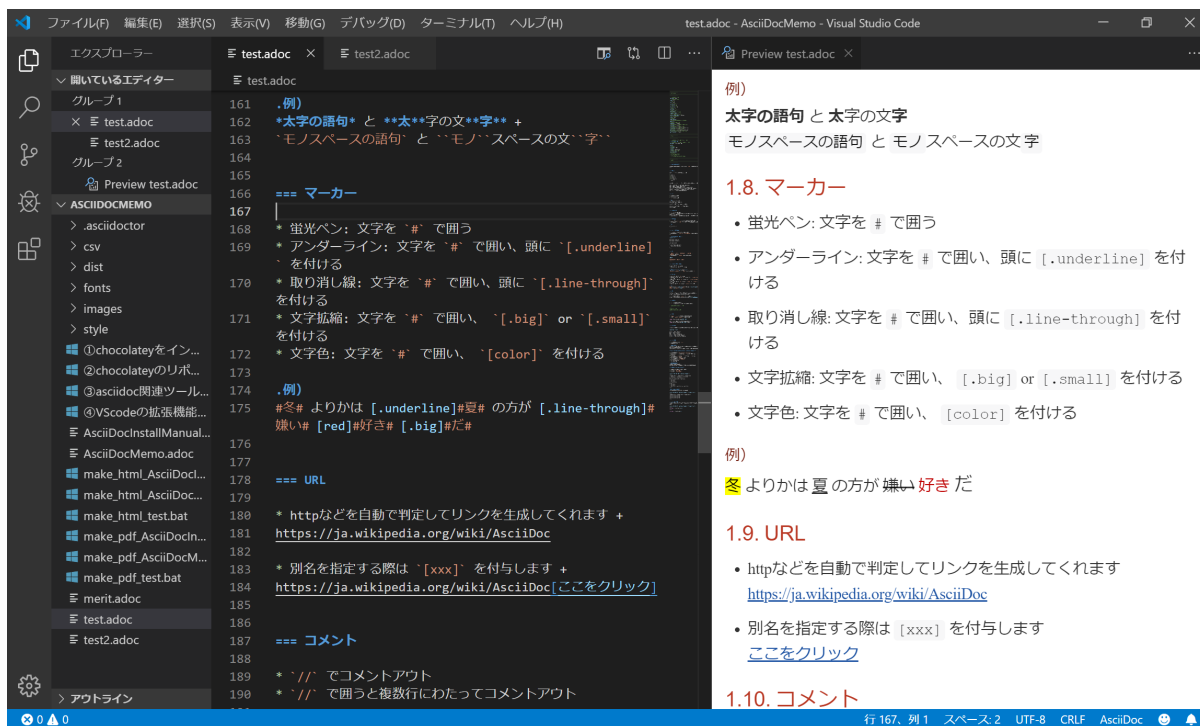 ファイル(F) 編集(E) 選択(S) 表示(V) 移動(G) デバッグ(D) ターミナル(T) ヘルプ(H) test.adoc - AsciiDocMemo - Visual Studio Code
エクスプローラー
開いているエディター
グループ 1
test.adoc
test2.adoc
グループ 2
Preview test.adoc
ASCIIDOCMEMO
.asciidoctor
csv
dist
fonts
images
style
①chocolateyをイン...
②chocolateyのリポ...
③asciidoc関連ツール...
④VScodeの拡張機能...
AsciiDocInstallManual...
AsciiDocMemo.adoc
make_html_AsciiDocI...
make_html_AsciiDoc...
make_html_test.bat
make_pdf_AsciiDocIn...
make_pdf_AsciiDocM...
make_pdf_test.bat
merit.adoc
test.adoc
test2.adoc
アウトライン
test.adoc test2.adoc
test.adoc
161 .例)
162 *太字の語句* と **太**字の文**字** +
163 `モノスペースの語句` と ``モノ``スペースの文``字``
164
165
166 === マーカー
167
168 * 蛍光ペン: 文字を `#` で囲う
169 * アンダーライン: 文字を `#` で囲い、頭に `[.underline]
` を付ける
170 * 取り消し線: 文字を `#` で囲い、頭に `[.line-through]`
を付ける
171 * 文字拡縮: 文字を `#` で囲い、 `[.big]` or `[.small]`
を付ける
172 * 文字色: 文字を `#` で囲い、 `[color]` を付ける
173
174 .例)
175 #冬# よりかは [.underline]#夏# の方が [.line-through]#
嫌い# [red]#好き# [.big]#だ#
176
177
178 === URL
179
180 * httpなどを自動で判定してリンクを生成してくれます +
181 https://ja.wikipedia.org/wiki/AsciiDoc
182
183 * 別名を指定する際は `[xxx]` を付与します +
184 https://ja.wikipedia.org/wiki/AsciiDoc[ここをクリック]
185
186
187 === コメント
188
189 * `//` でコメントアウト
190 * `//` で囲うと複数行にわたってコメントアウト
Preview test.adoc
例)
太字の語句 と 太字の文字
モノスペースの語句 と モノスペースの文字
1.8. マーカー
• 蛍光ペン: 文字を # で囲う
• アンダーライン: 文字を # で囲い、頭に [.underline] を付
ける
• 取り消し線: 文字を # で囲い、頭に [.line-through] を付
ける
• 文字拡縮: 文字を # で囲い、 [.big] or [.small] を付ける
• 文字色: 文字を # で囲い、 [color] を付ける
例)
冬 よりかは 夏 の方が 嫌い 好き だ
1.9. URL
• httpなどを自動で判定してリンクを生成してくれます
https://ja.wikipedia.org/wiki/AsciiDoc
• 別名を指定する際は [xxx] を付与します
ここをクリック
1.10. コメント
0 0 行 167、列 1 スペース: 2 UTF-8 CRLF AsciiDoc